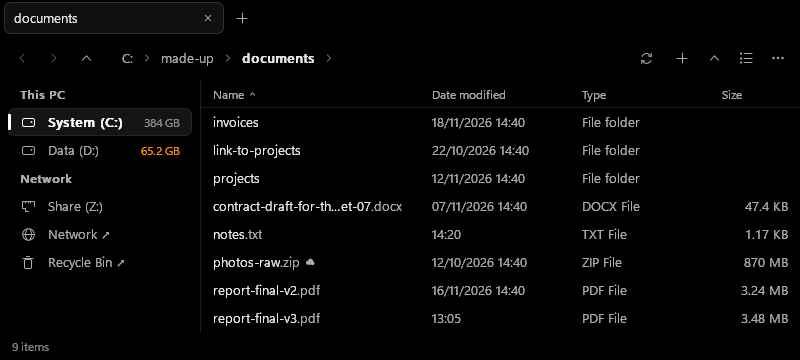 documents
C: made-up documents
This PC
System (C:) 384 GB
Data (D:) 65.2 GB
Network
Share (Z:)
Network
Recycle Bin
Name Date modified Type Size
invoices 18/11/2026 14:40 File folder
link-to-projects 22/10/2026 14:40 File folder
projects 12/11/2026 14:40 File folder
contract-draft-for-th...et-07.docx 07/11/2026 14:40 DOCX File 47.4 KB
notes.txt 14:20 TXT File 1.17 KB
photos-raw.zip 12/10/2026 14:40 ZIP File 870 MB
report-final-v2.pdf 16/11/2026 14:40 PDF File 3.24 MB
report-final-v3.pdf 13:05 PDF File 3.48 MB
9 items